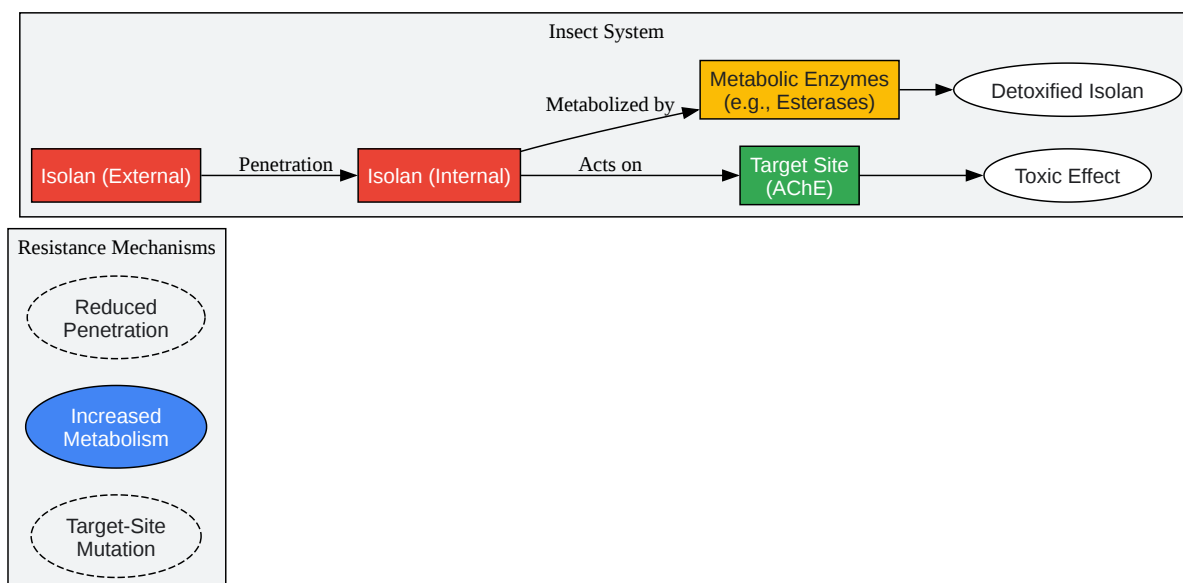 Insect System
Metabolic Enzymes
(e.g., Esterases)
Detoxified Isolan
Metabolized by
Isolan (External)
Penetration
Isolan (Internal)
Acts on
Target Site
(AChE)
Toxic Effect
Resistance Mechanisms
Reduced
Penetration
Increased
Metabolism
Target-Site
Mutation